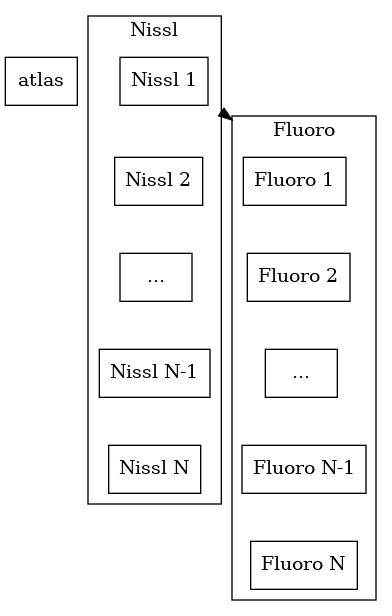 Nissl
atlas
Nissl 1
Nissl 2
...
Nissl N-1
Nissl N
Fluoro
Fluoro 1
Fluoro 2
...
Fluoro N-1
Fluoro N